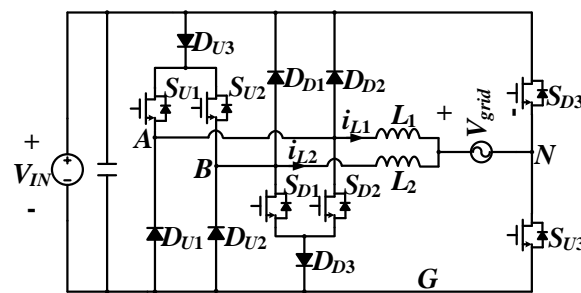 D_U3
S_U1
S_U2
D_D1
D_D2
S_D3
+
V_IN
-
A
B
i_L1
L_1
i_L2
L_2
+
V_grid
-
N
S_D1
S_D2
D_U1
D_U2
D_D3
S_U3
G